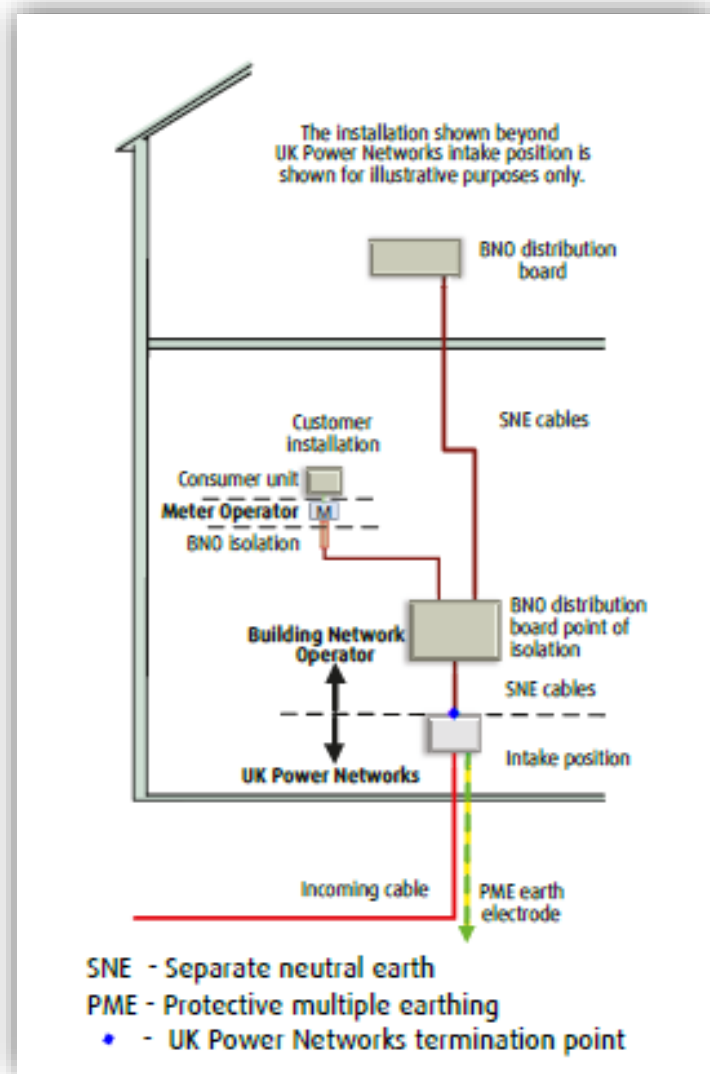 The installation shown beyond
UK Power Networks intake position is
shown for illustrative purposes only.
BNO distribution
board
SNE cables
Customer
installation
Consumer unit
Meter Operator
M
BNO isolation
BNO distribution
board point of
isolation
Building Network
Operator
SNE cables
UK Power Networks
Intake position
Incoming cable
PME earth
electrode
SNE - Separate neutral earth
PME - Protective multiple earthing
- UK Power Networks termination point